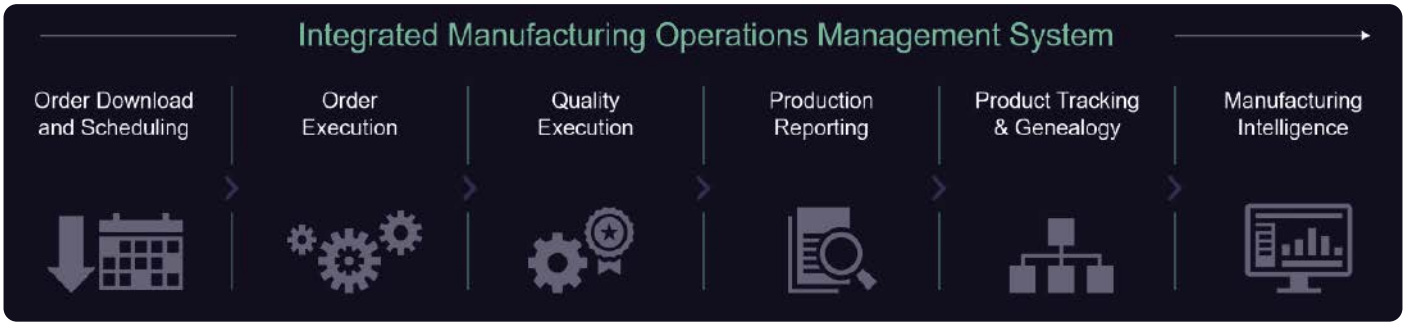 Integrated Manufacturing Operations Management System
Order Download
and Scheduling
Order
Execution
Quality
Execution
Production
Reporting
Product Tracking
& Genealogy
Manufacturing
Intelligence